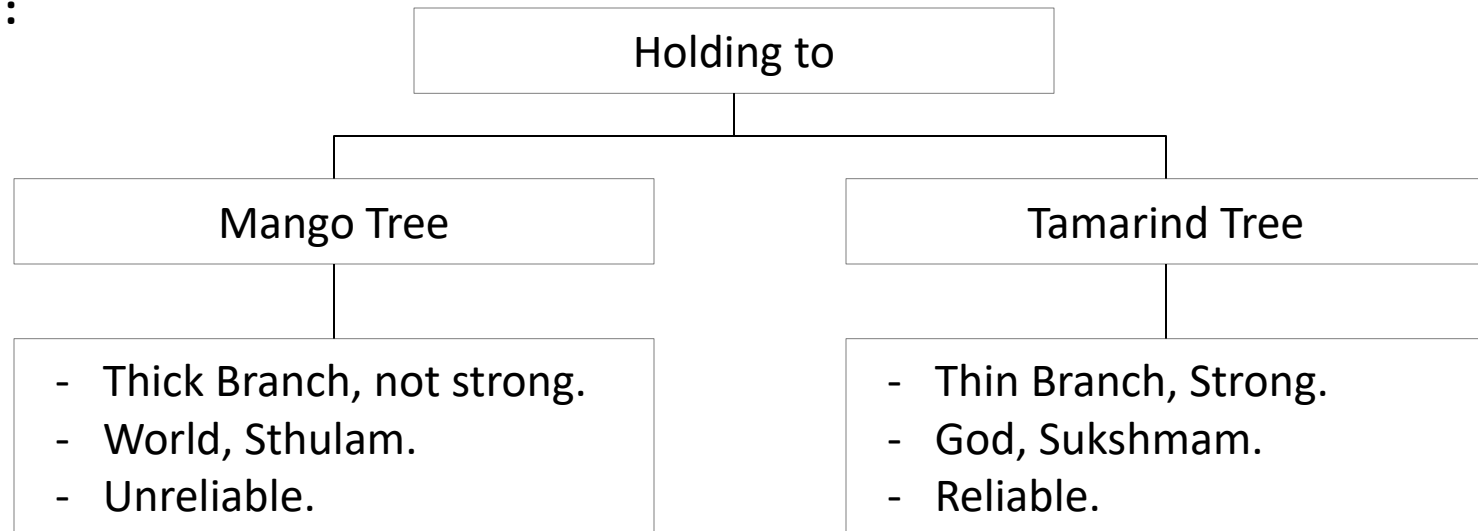 :
Holding to
Mango Tree
Tamarind Tree
- Thick Branch, not strong.
- World, Sthulam.
- Unreliable.
- Thin Branch, Strong.
- God, Sukshmam.
- Reliable.